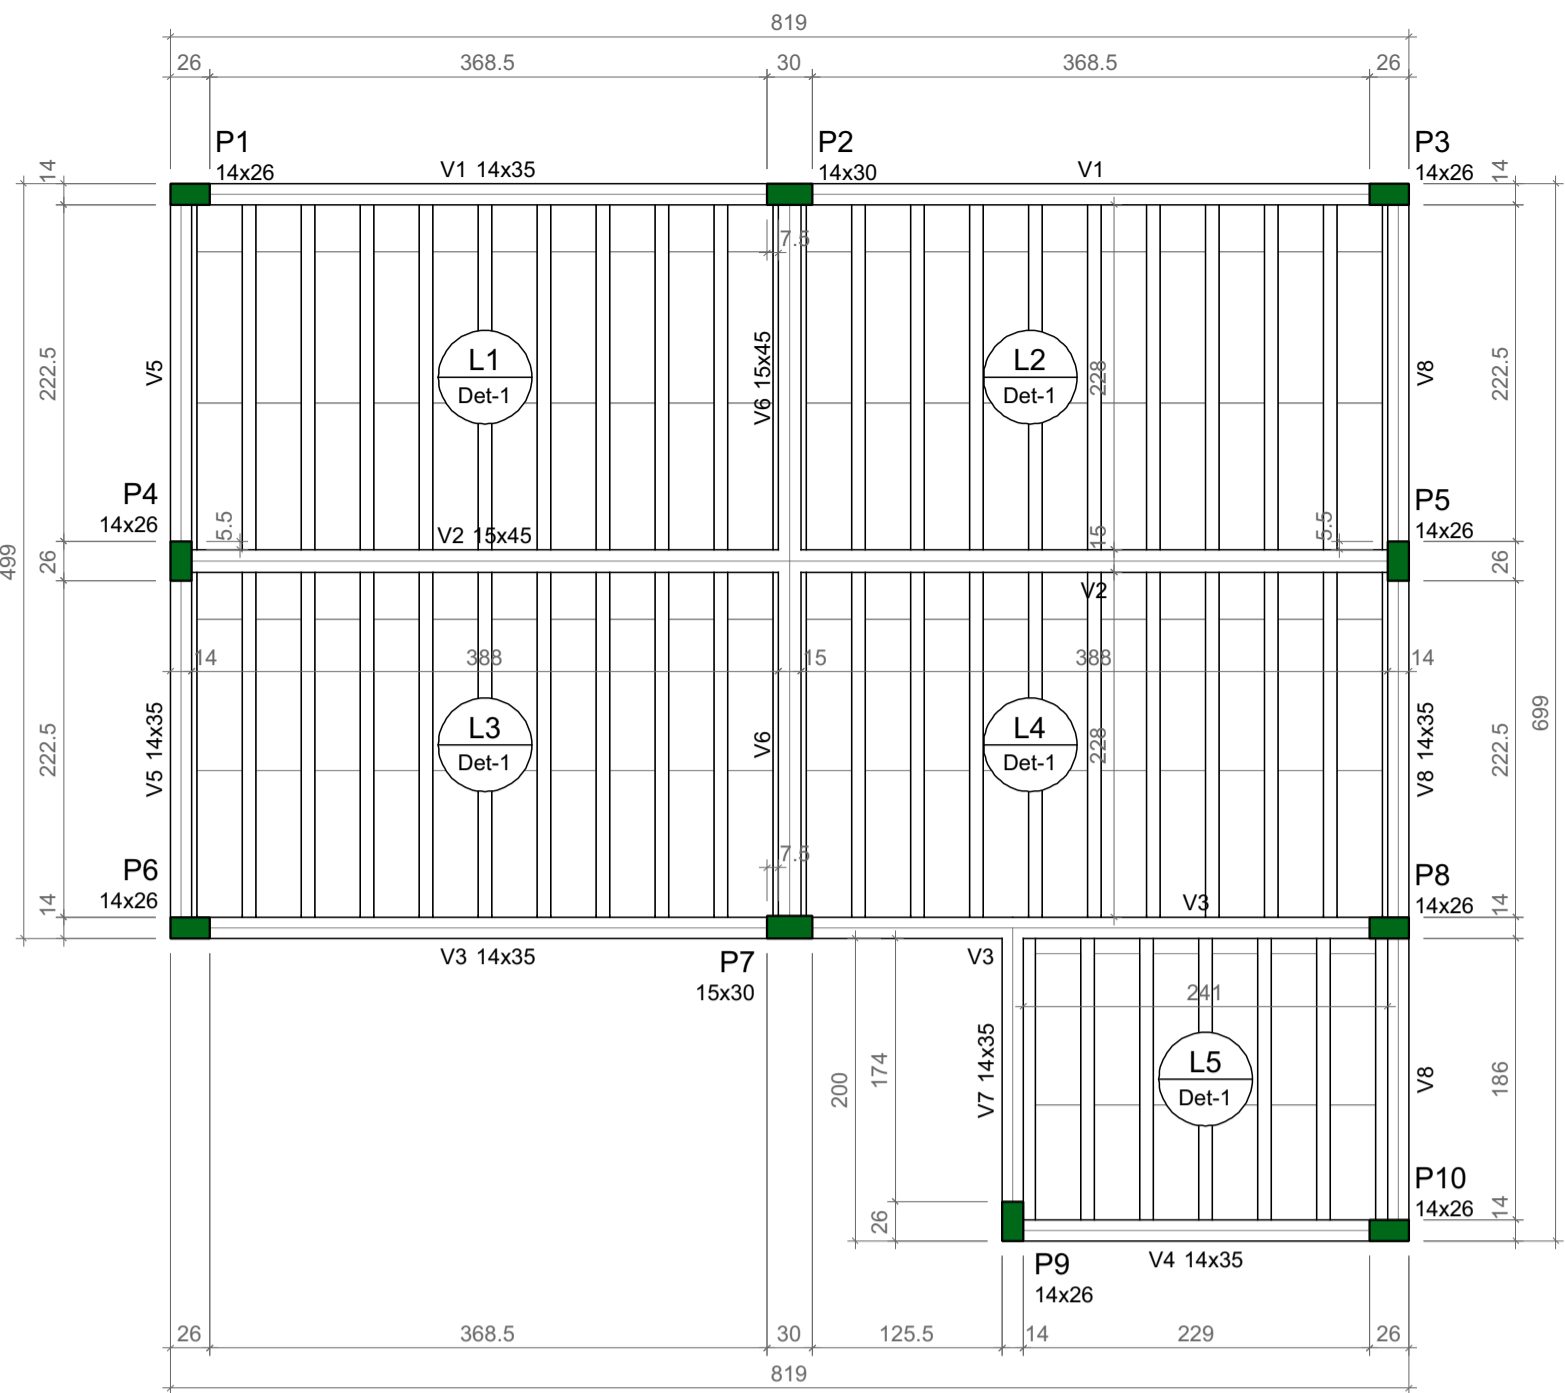 819
26 368.5 30 368.5 26
P1
14x26
V1 14x35
P2
14x30
V1
P3
14x26
14
14
7.5
222.5
V5
L1
Det-1
V6 15x45
L2
Det-1
228
V8
222.5
P4
14x26
5.5
V2 15x45
15
5.5
P5
14x26
499
26
26
V2
14 388 15 388 14
699
222.5
V5 14x35
L3
Det-1
V6
L4
Det-1
228
V8 14x35
222.5
7.5
P6
14x26
14
V3
P8
14x26
14
V3 14x35
P7
15x30
V3
241
200
174
V7 14x35
L5
Det-1
V8
186
26
P10
14x26
14
P9
14x26
V4 14x35
26 368.5 30 125.5 14 229 26
819